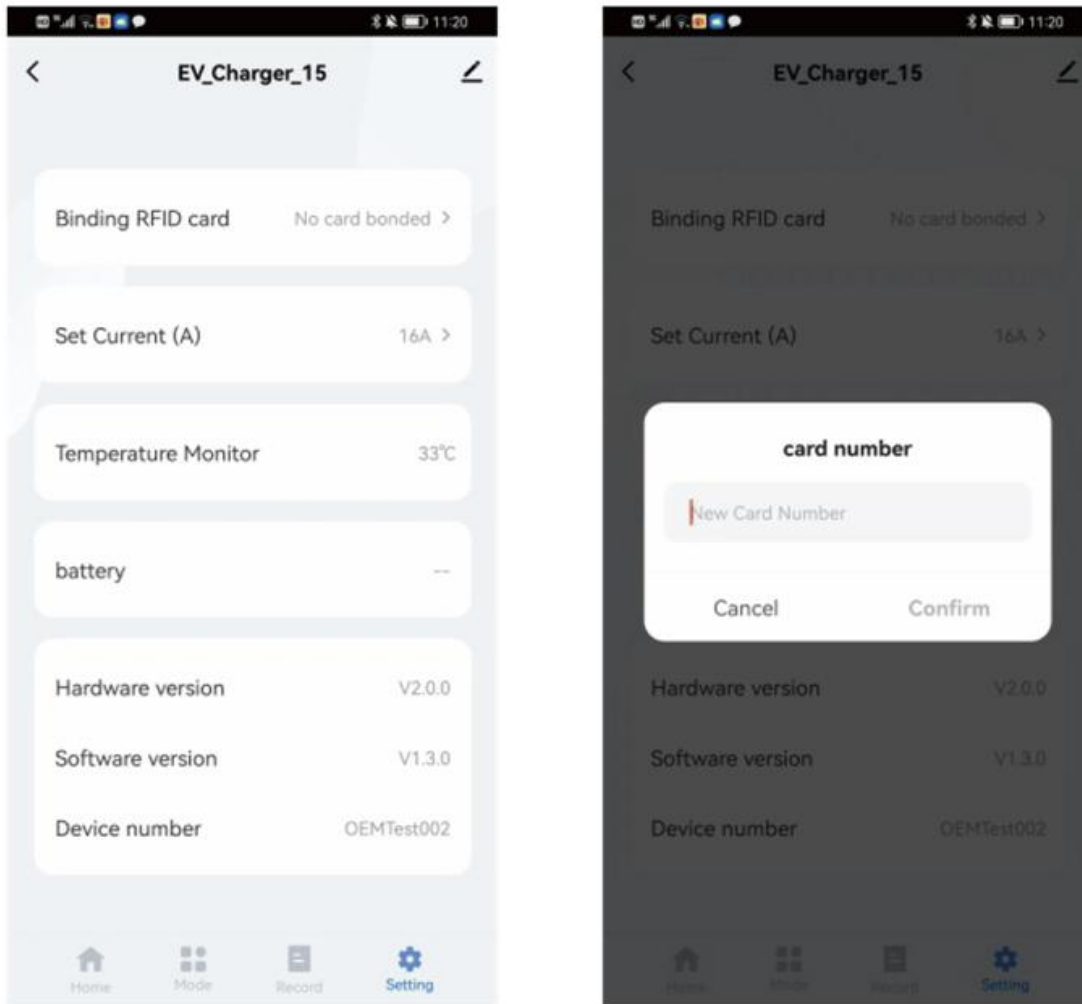 11:20
EV_Charger_15
Binding RFID card No card bonded >
Set Current (A) 16A >
Temperature Monitor 33℃
battery --
Hardware version V2.0.0
Software version V1.3.0
Device number OEMTest002
Home Mode Record Setting
11:20
EV_Charger_15
Binding RFID card No card bonded >
Set Current (A) 16A >
card number
New Card Number
Cancel Confirm
Hardware version V2.0.0
Software version V1.3.0
Device number OEMTest002
Home Mode Record Setting